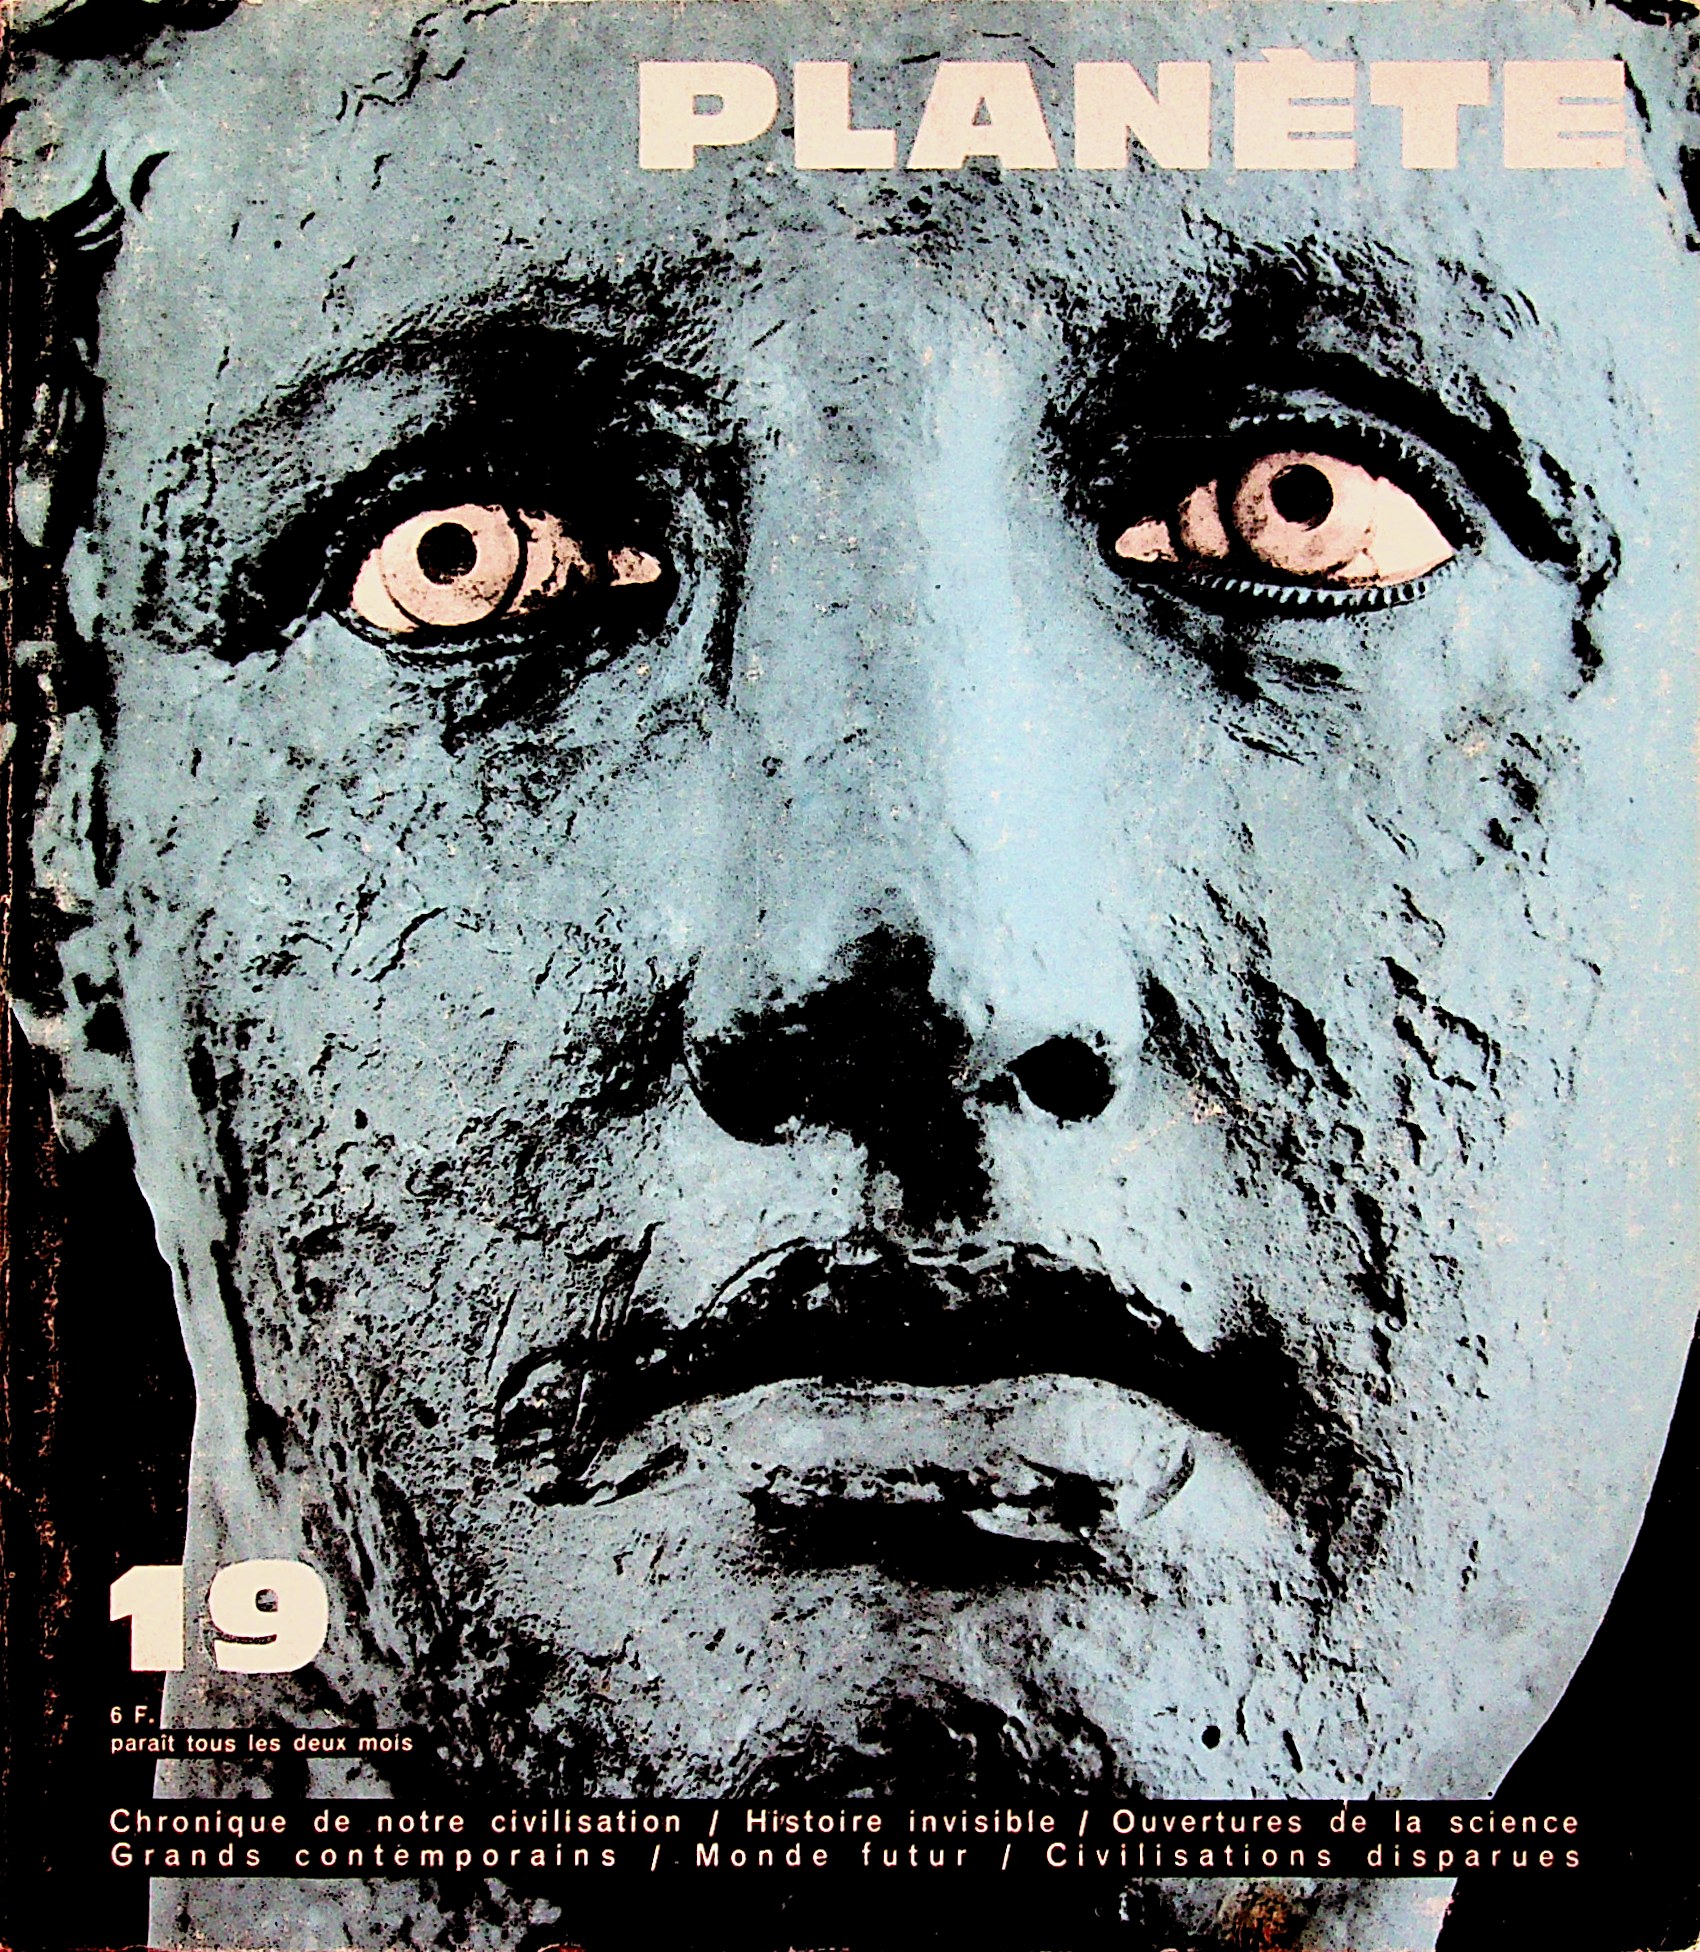 PLANÈTE
19
6 F.
paraît tous les deux mois
Chronique de notre civilisation / Histoire invisible / Ouvertures de la science
Grands contemporains / Monde futur / Civilisations disparues